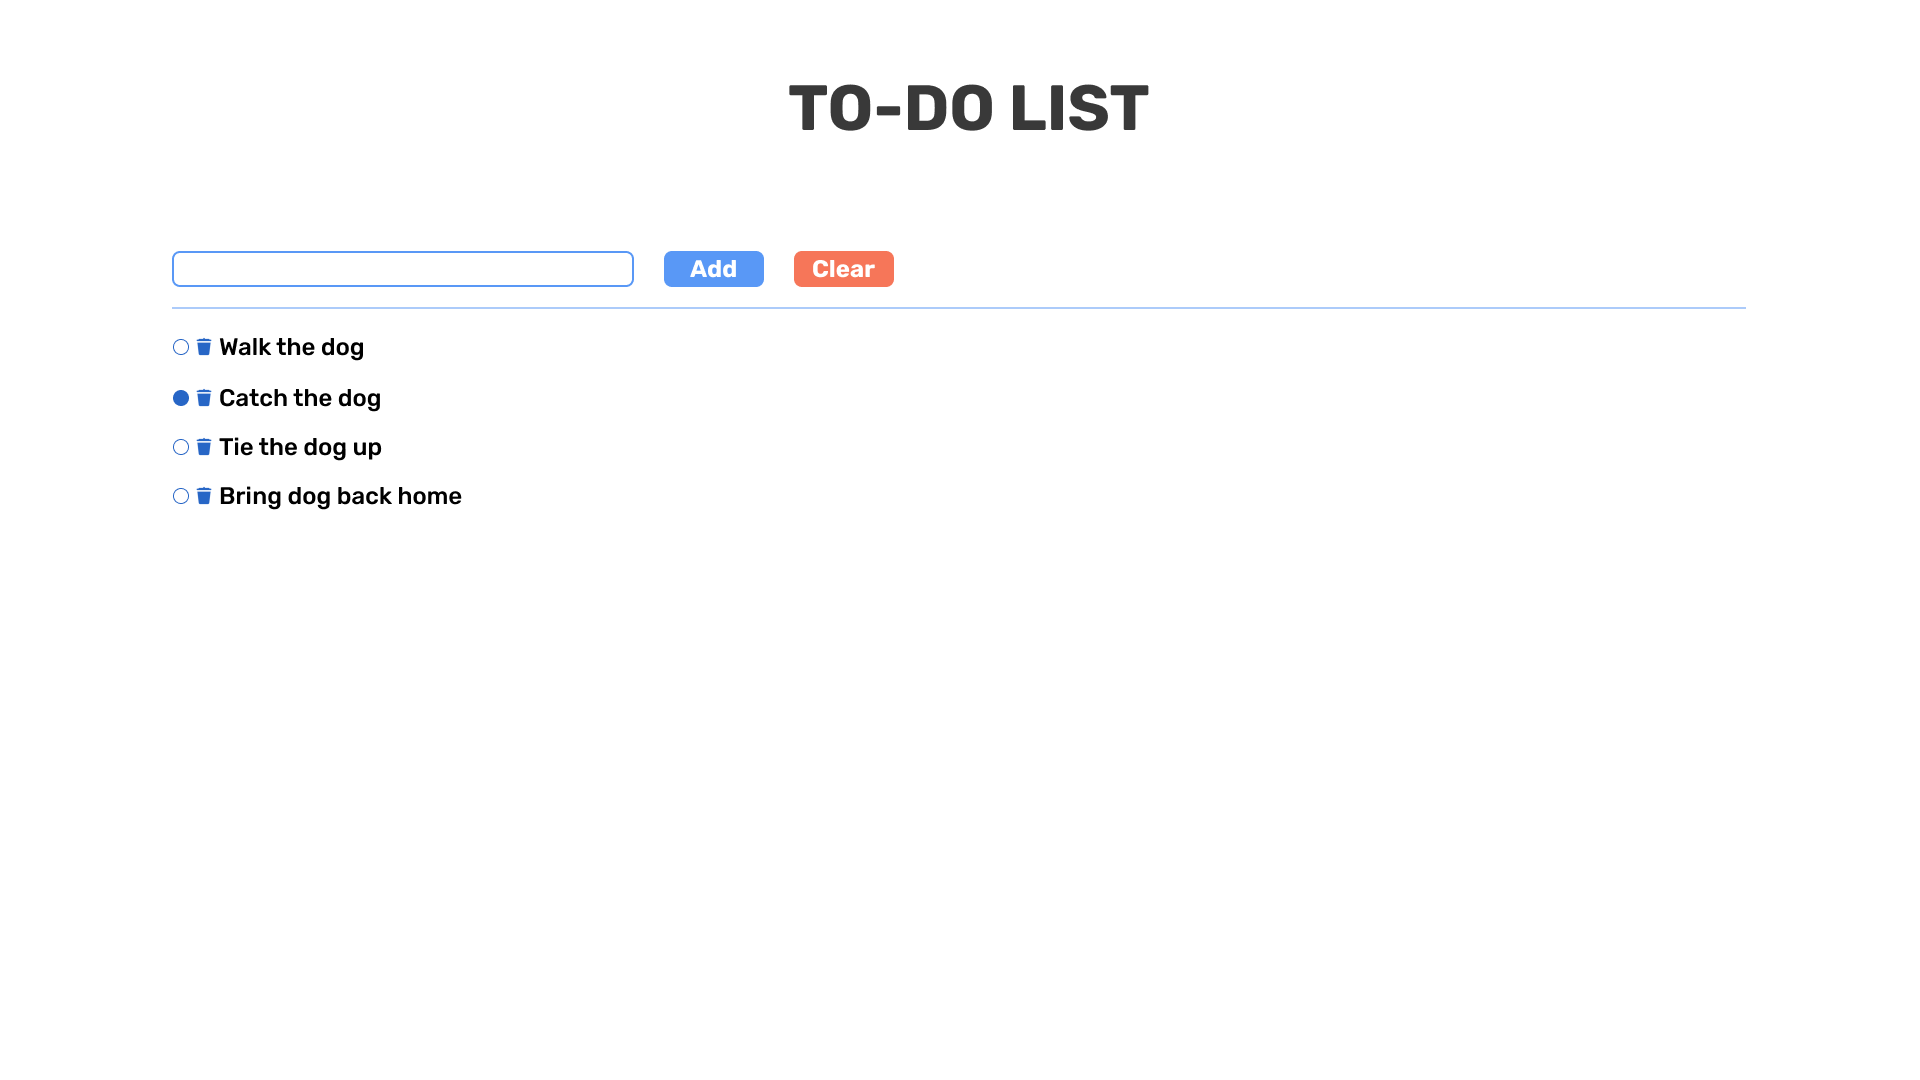 TO-DO LIST
Add Clear
Walk the dog
Catch the dog
Tie the dog up
Bring dog back home